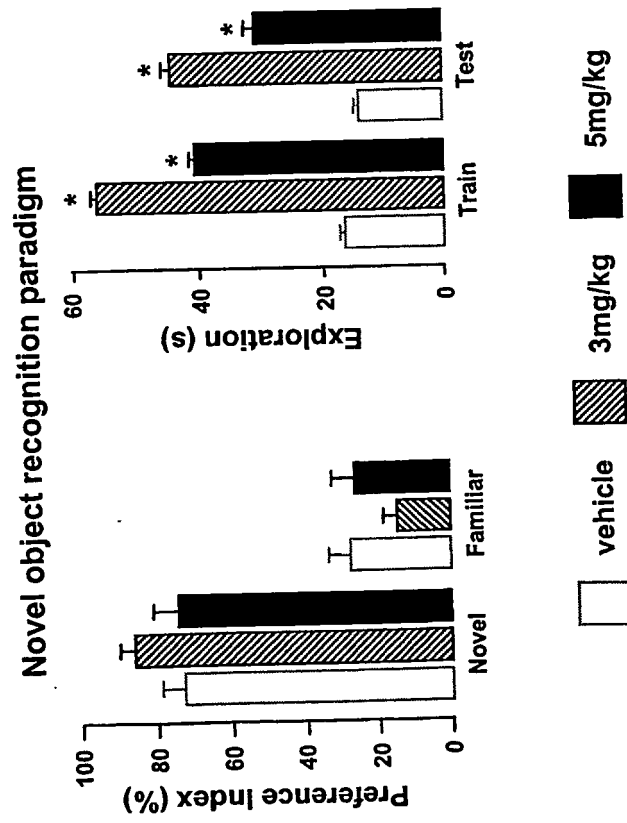 Novel object recognition paradigm
Preference Index (%)
100
80
60
40
20
0
Novel
Familiar
Exploration (s)
60
40
20
0
*
*
*
*
Train
Test
vehicle
3mg/kg
5mg/kg